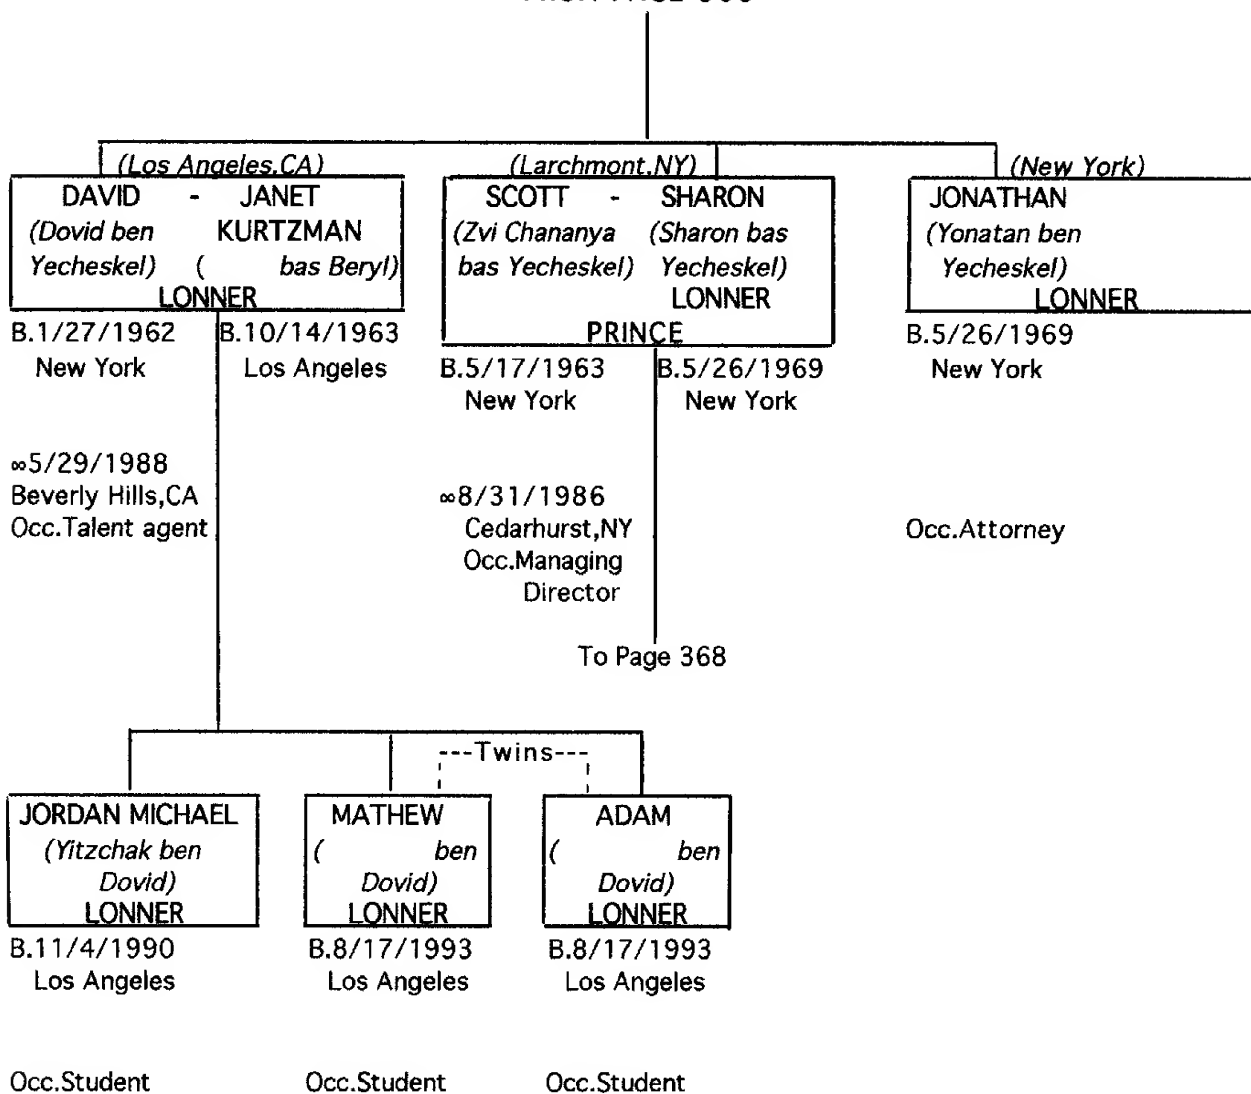 (Los Angeles,CA)
DAVID - JANET
(Dovid ben KURTZMAN
Yecheskel) ( bas Beryl)
LONNER
B.1/27/1962 B.10/14/1963
New York Los Angeles
∞5/29/1988
Beverly Hills,CA
Occ.Talent agent
(Larchmont,NY)
SCOTT - SHARON
(Zvi Chananya (Sharon bas
bas Yecheskel) Yecheskel)
LONNER
PRINCE
B.5/17/1963 B.5/26/1969
New York New York
∞8/31/1986
Cedarhurst,NY
Occ.Managing
Director
To Page 368
(New York)
JONATHAN
(Yonatan ben
Yecheskel)
LONNER
B.5/26/1969
New York
Occ.Attorney
---Twins---
JORDAN MICHAEL
(Yitzchak ben
Dovid)
LONNER
B.11/4/1990
Los Angeles
Occ.Student
MATHEW
( ben
Dovid)
LONNER
B.8/17/1993
Los Angeles
Occ.Student
ADAM
( ben
Dovid)
LONNER
B.8/17/1993
Los Angeles
Occ.Student